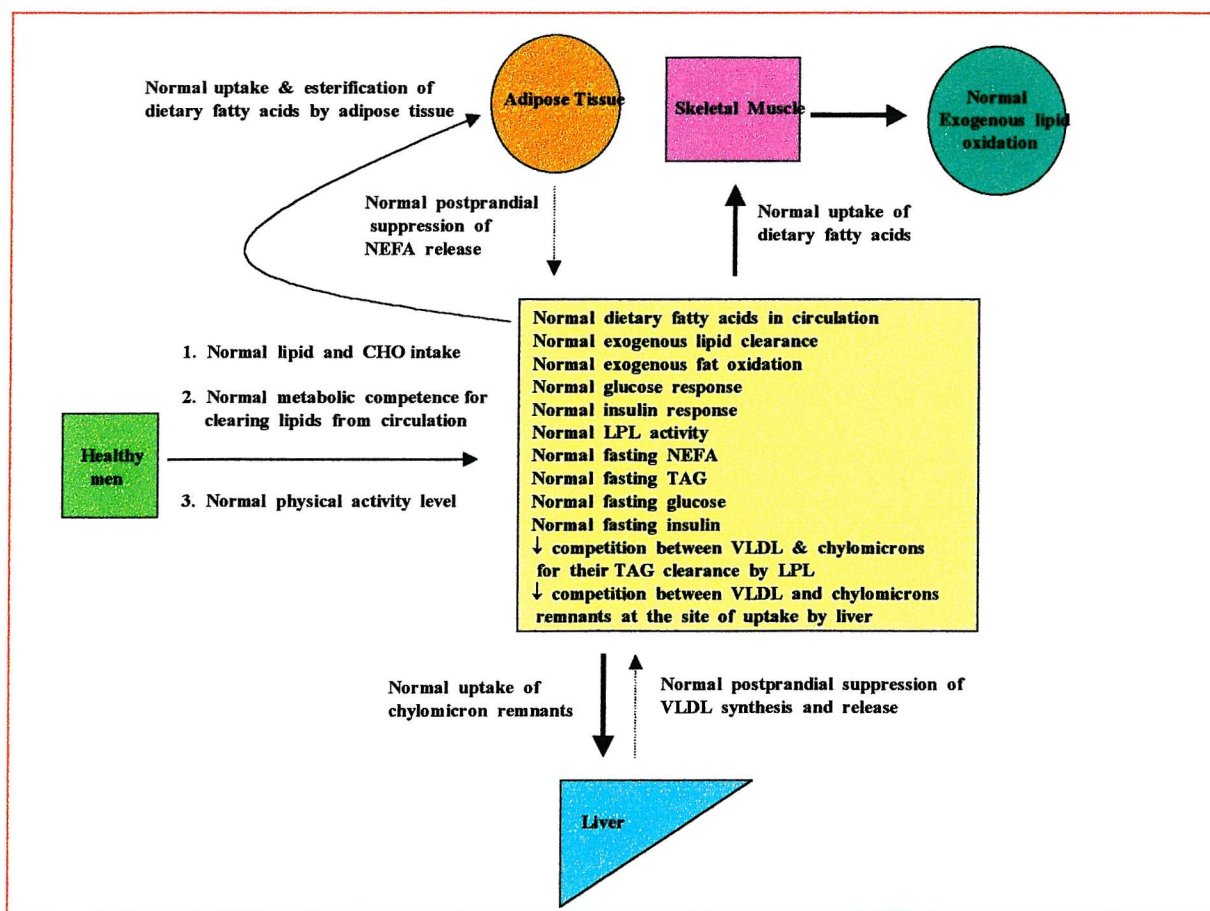 Normal uptake & esterification of
dietary fatty acids by adipose tissue
Adipose Tissue
Skeletal Muscle
Normal
Exogenous lipid
oxidation
Normal postprandial
suppression of
NEFA release
Normal uptake of
dietary fatty acids
1. Normal lipid and CHO intake
2. Normal metabolic competence for
clearing lipids from circulation
Healthy
men
3. Normal physical activity level
Normal dietary fatty acids in circulation
Normal exogenous lipid clearance
Normal exogenous fat oxidation
Normal glucose response
Normal insulin response
Normal LPL activity
Normal fasting NEFA
Normal fasting TAG
Normal fasting glucose
Normal fasting insulin
↓ competition between VLDL & chylomicrons
for their TAG clearance by LPL
↓ competition between VLDL and chylomicrons
remnants at the site of uptake by liver
Normal uptake of
chylomicron remnants
Normal postprandial suppression of
VLDL synthesis and release
Liver